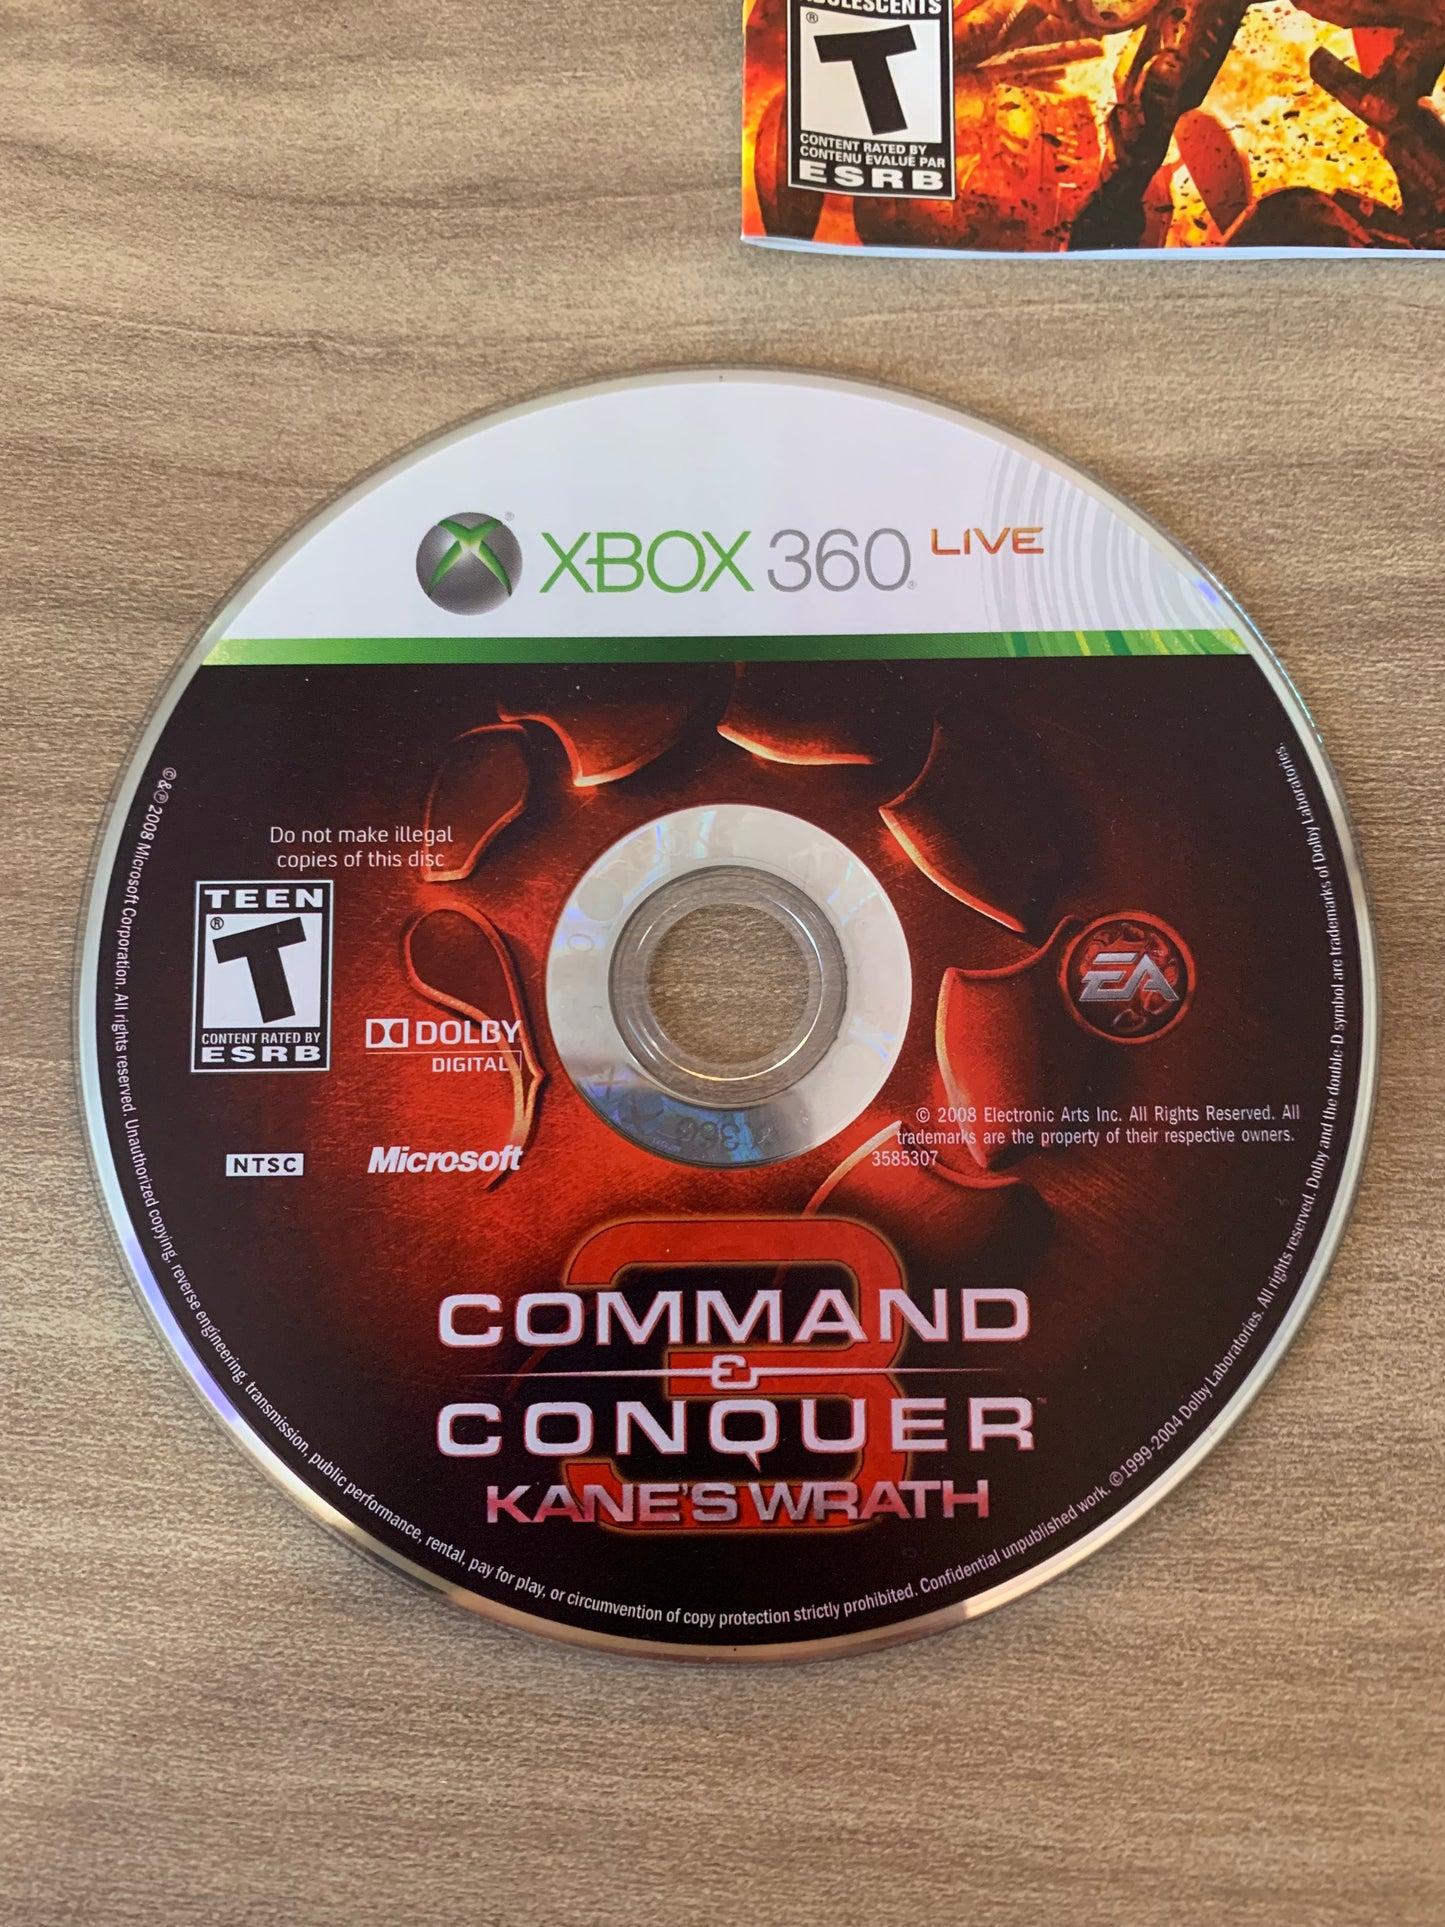 T
®
CONTENT RATED BY
CONTENU ÉVALUÉ PAR
ESRB
XBOX 360 LIVE
Do not make illegal
copies of this disc
TEEN
®
T
CONTENT RATED BY
ESRB
DOLBY
DIGITAL
NTSC
Microsoft
EA
© 2008 Electronic Arts Inc. All Rights Reserved. All
trademarks are the property of their respective owners.
3585307
3
COMMAND
&
CONQUER™
KANE'S WRATH
©&℗ 2008 Microsoft Corporation. All rights reserved. Unauthorized copying, reverse engineering, transmission, public performance, rental, pay for play, or circumvention of copy protection strictly prohibited. Confidential unpublished work. ©1999-2004 Dolby Laboratories. All rights reserved. Dolby and the double-D symbol are trademarks of Dolby Laboratories.